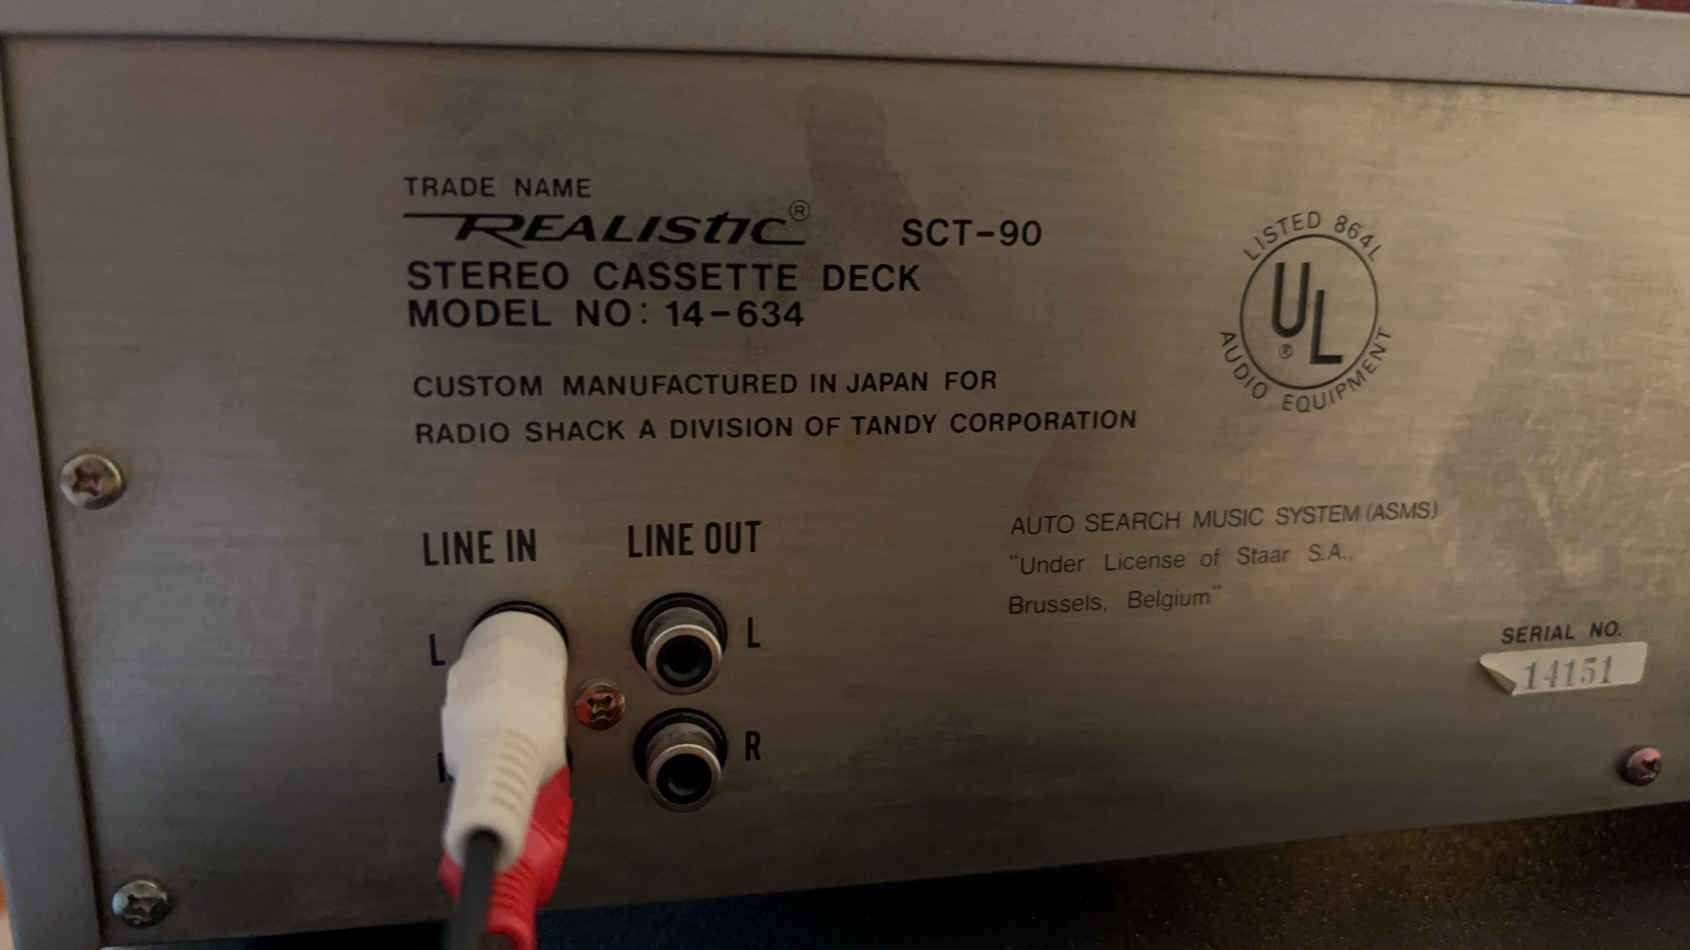 TRADE NAME
REALISTIC® SCT-90
STEREO CASSETTE DECK
MODEL NO: 14-634
CUSTOM MANUFACTURED IN JAPAN FOR
RADIO SHACK A DIVISION OF TANDY CORPORATION
LISTED 864L
UL®
AUDIO EQUIPMENT
LINE IN LINE OUT
L L
R
AUTO SEARCH MUSIC SYSTEM (ASMS)
"Under License of Staar S.A.,
Brussels, Belgium"
SERIAL NO.
14151